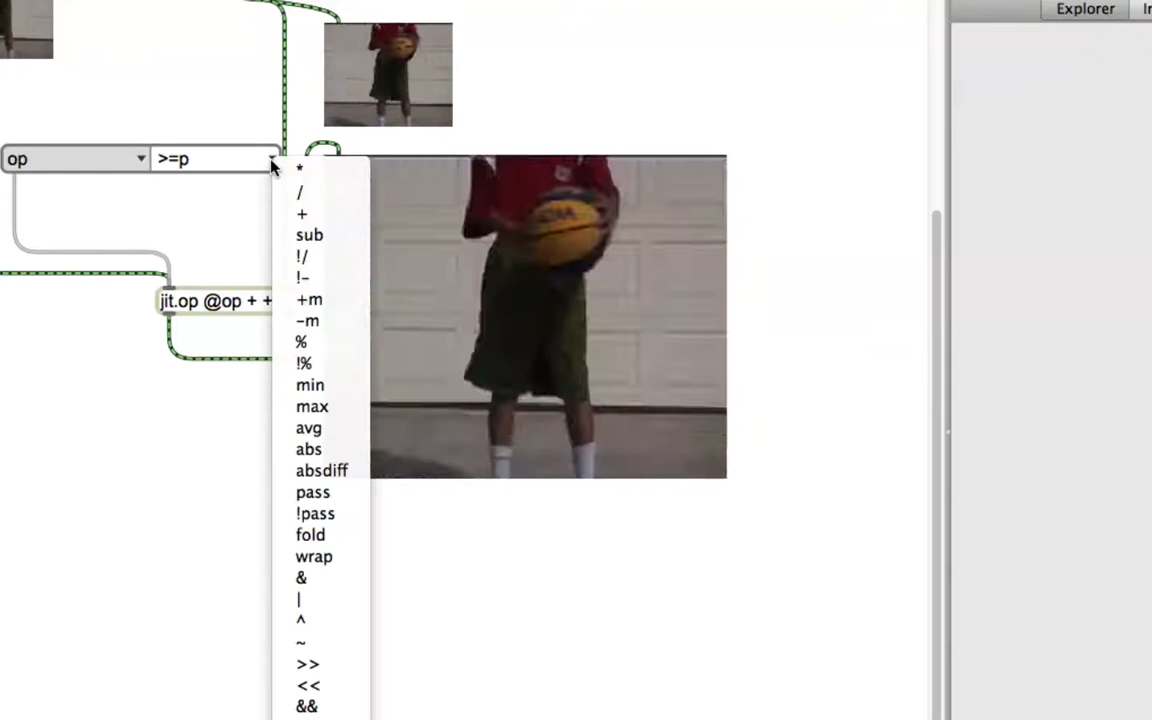 Explorer
op
>=p
jit.op @op + +
*
/
+
sub
!/
!-
+m
-m
%
!%
min
max
avg
abs
absdiff
pass
!pass
fold
wrap
&
|
^
~
>>
<<
&&